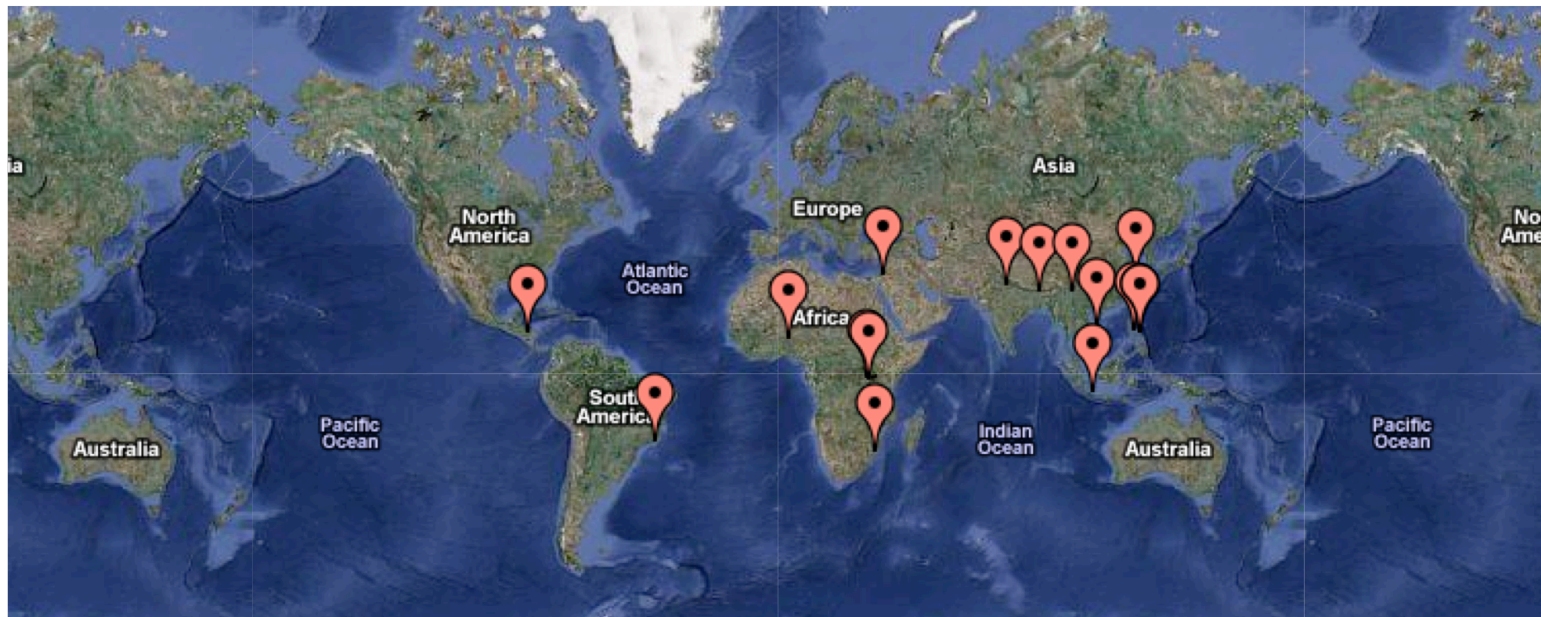 ia
Asia
Europe
North
America
No
Ame
Atlantic
Ocean
Africa
South
America
Pacific
Ocean
Indian
Ocean
Pacific
Ocean
Australia
Australia